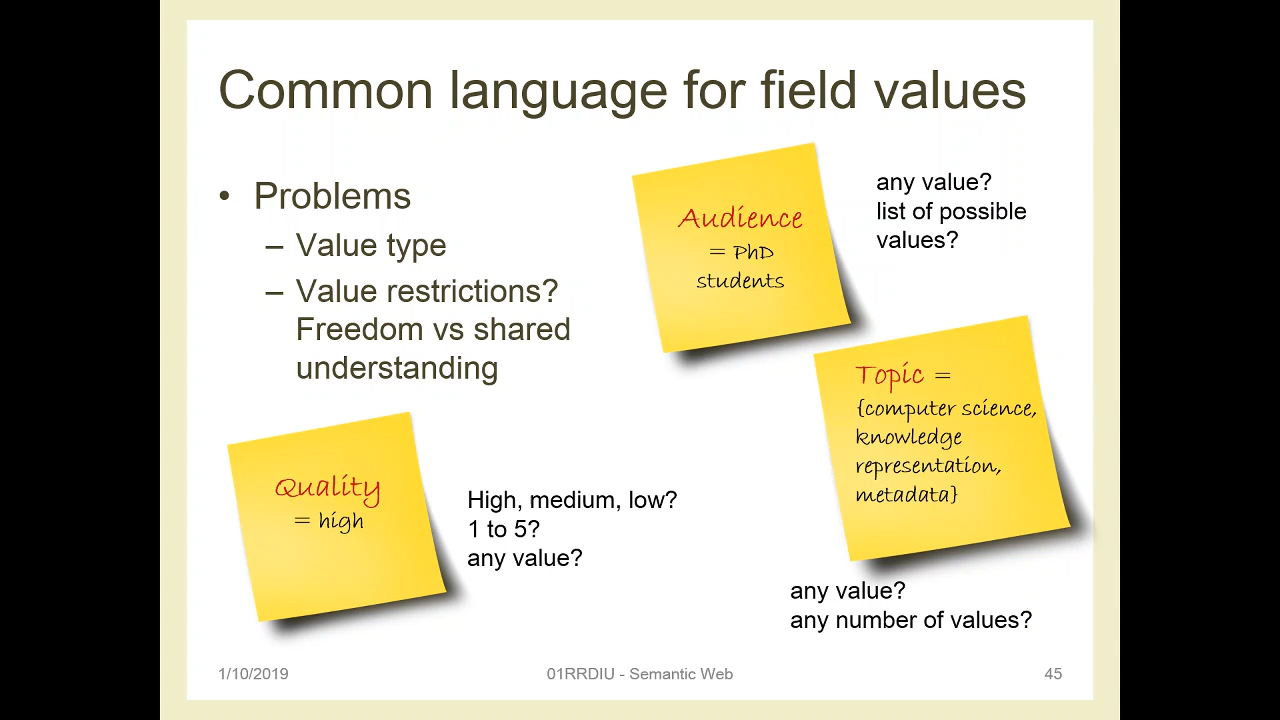 Common language for field values
• Problems
– Value type
– Value restrictions?
Freedom vs shared
understanding
Audience
= PhD
students
any value?
list of possible
values?
Topic =
{computer science,
knowledge
representation,
metadata}
any value?
any number of values?
Quality
= high
High, medium, low?
1 to 5?
any value?
1/10/2019
01RRDIU - Semantic Web
45